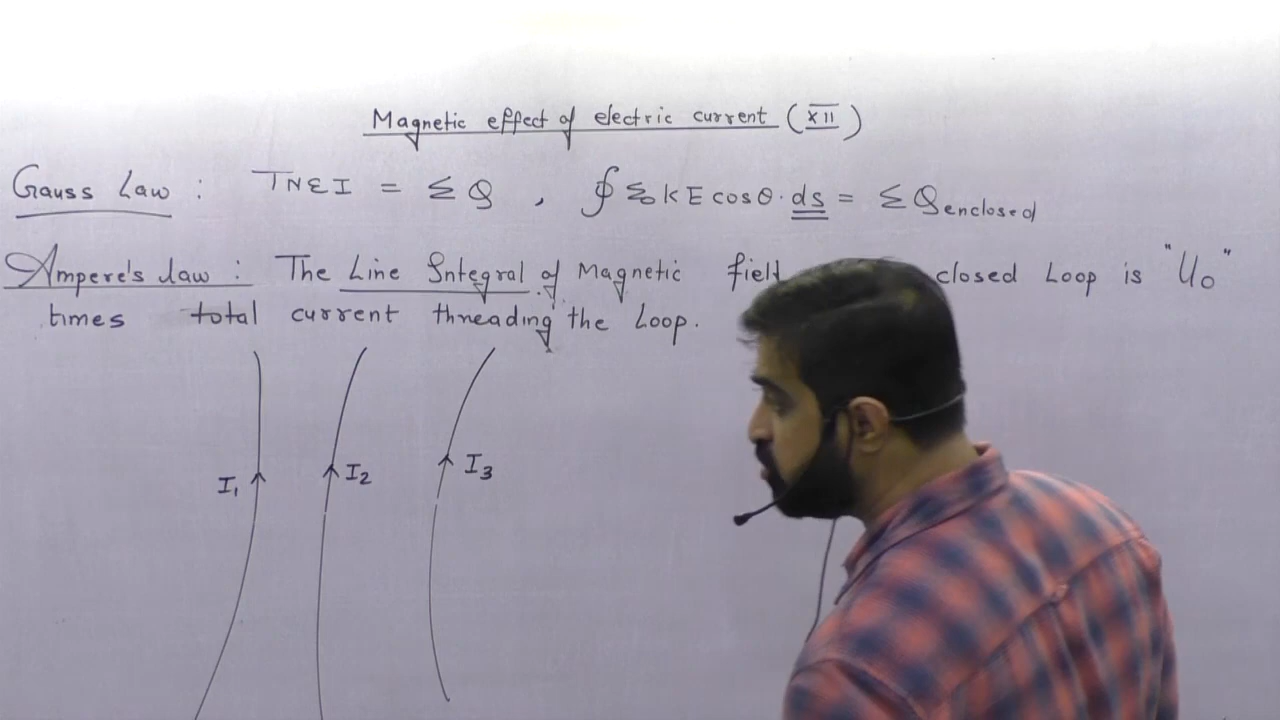 Magnetic effect of electric current (XII)
Gauss Law : TNEI = ΣQ , ∮ ε₀ k E cosθ · ds = ΣQenclosed
Ampere's law : The Line Integral of Magnetic field closed Loop is "U₀"
times total current threading the Loop.
I₁ I₂ I₃